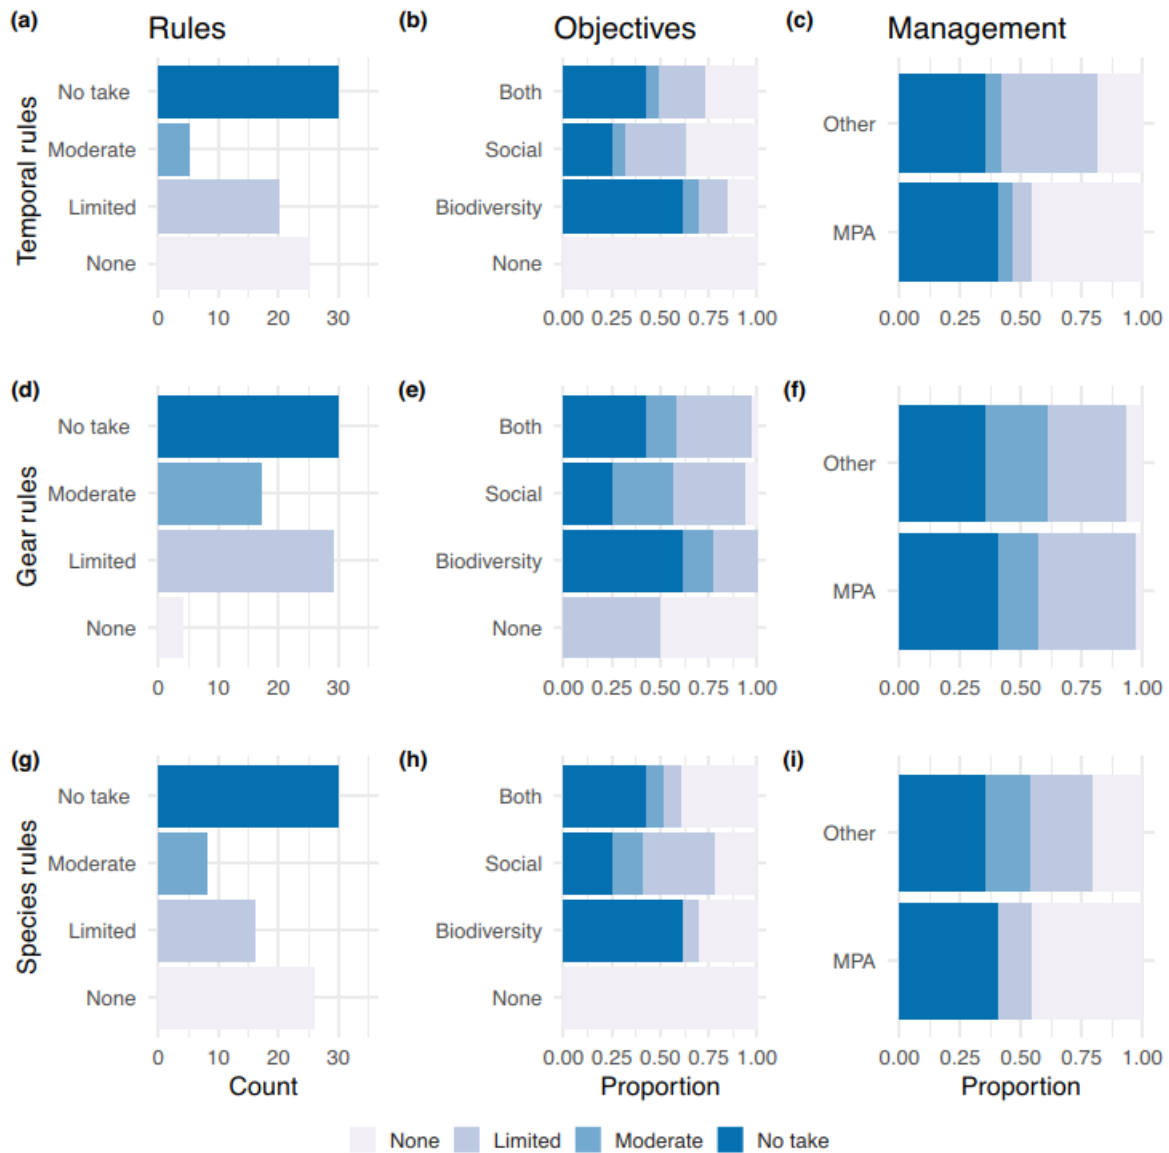 (a) Rules (b) Objectives (c) Management
Temporal rules
No take
Moderate
Limited
None
0 10 20 30
Both
Social
Biodiversity
None
0.00 0.25 0.50 0.75 1.00
Other
MPA
0.00 0.25 0.50 0.75 1.00
(d) (e) (f)
Gear rules
No take
Moderate
Limited
None
0 10 20 30
Both
Social
Biodiversity
None
0.00 0.25 0.50 0.75 1.00
Other
MPA
0.00 0.25 0.50 0.75 1.00
(g) (h) (i)
Species rules
No take
Moderate
Limited
None
0 10 20 30
Count
Both
Social
Biodiversity
None
0.00 0.25 0.50 0.75 1.00
Proportion
Other
MPA
0.00 0.25 0.50 0.75 1.00
Proportion
None Limited Moderate No take